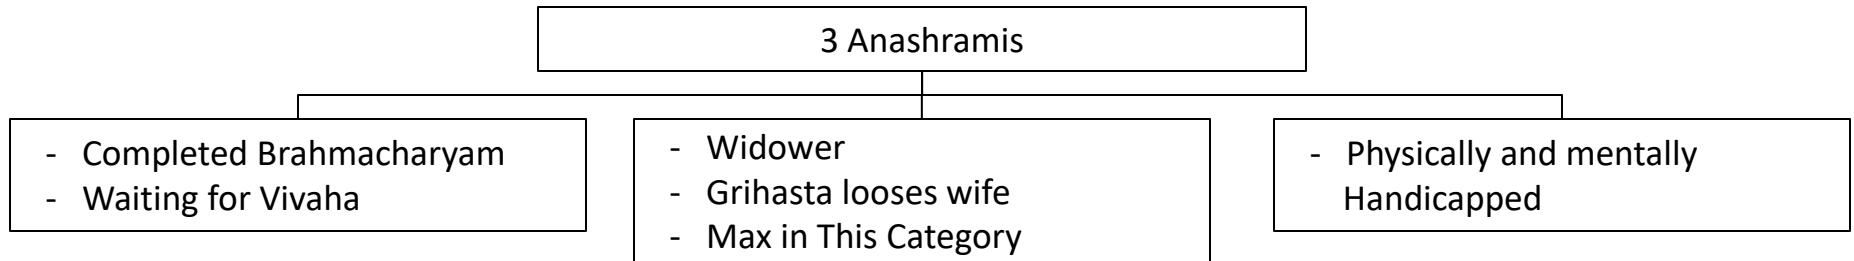 3 Anashramis
- Completed Brahmacharyam
- Waiting for Vivaha
- Widower
- Grihasta looses wife
- Max in This Category
- Physically and mentally
Handicapped